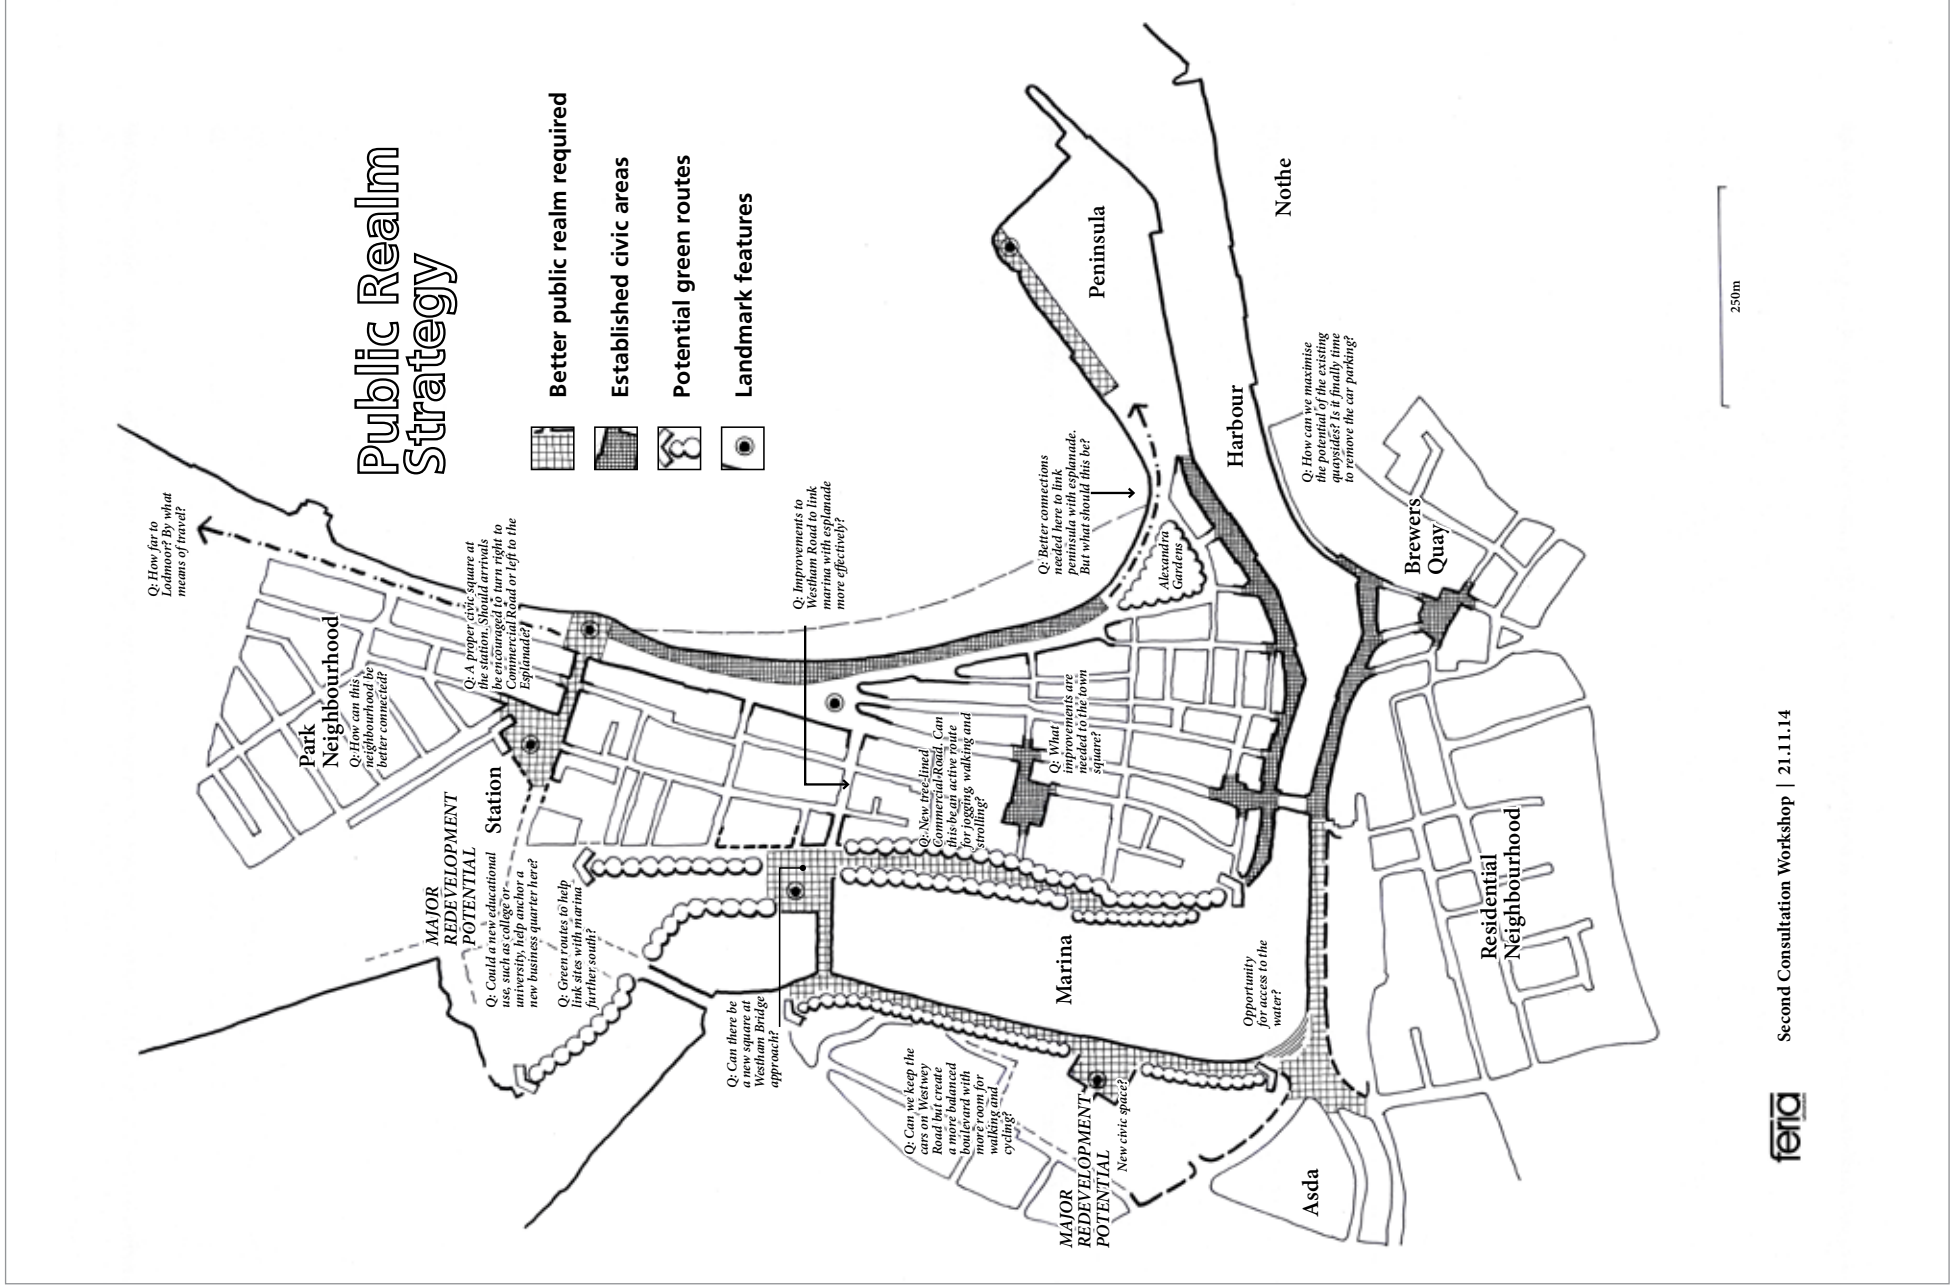 Public Realm
Strategy
Better public realm required
Established civic areas
Potential green routes
Landmark features
Q: How far to
Lodmoor? By what
means of travel?
Park
Neighbourhood
Q: How can this
neighbourhood be
better connected?
Q: A proper civic square at
the station. Should arrivals
be encouraged to turn right to
Commercial Road or left to the
Esplanade?
Station
MAJOR
REDEVELOPMENT
POTENTIAL
Q: Could a new educational
use, such as college or
university, help anchor a
new business quarter here?
Q: Green routes to help
link sites with marina
further south?
Q: Improvements to
Westham Road to link
marina with esplanade
more effectively?
Q: Can there be
a new square at
Westham Bridge
approach?
Q: New tree-lined
Commercial Road. Can
this be an active route
for jogging, walking and
strolling?
Q: What
improvements are
needed to the town
square?
Q: Better connections
needed here to link
peninsula with esplanade.
But what should this be?
Alexandra
Gardens
Peninsula
Nothe
Harbour
Q: How can we maximise
the potential of the existing
quaysides? Is it finally time
to remove the car parking?
Brewers
Quay
Marina
Q: Can we keep the
cars on Westwey
Road but create
a more balanced
boulevard with
more room for
walking and
cycling?
MAJOR
REDEVELOPMENT
POTENTIAL
New civic space?
Opportunity
for access to the
water?
Asda
Residential
Neighbourhood
250m
feria
Second Consultation Workshop | 21.11.14